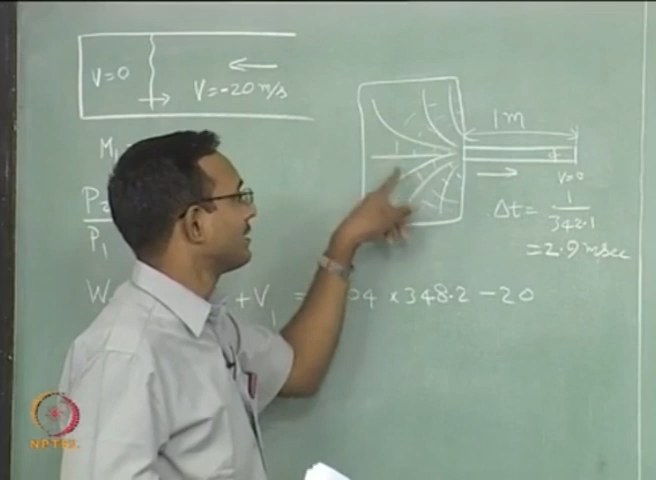 V=0
V=-20 m/s
M₁
P₂
P₁
1m
V=0
Δt = 1
342.1
= 2.9 msec
W
+ V₁ =
04 × 348.2 - 20
NPTEL